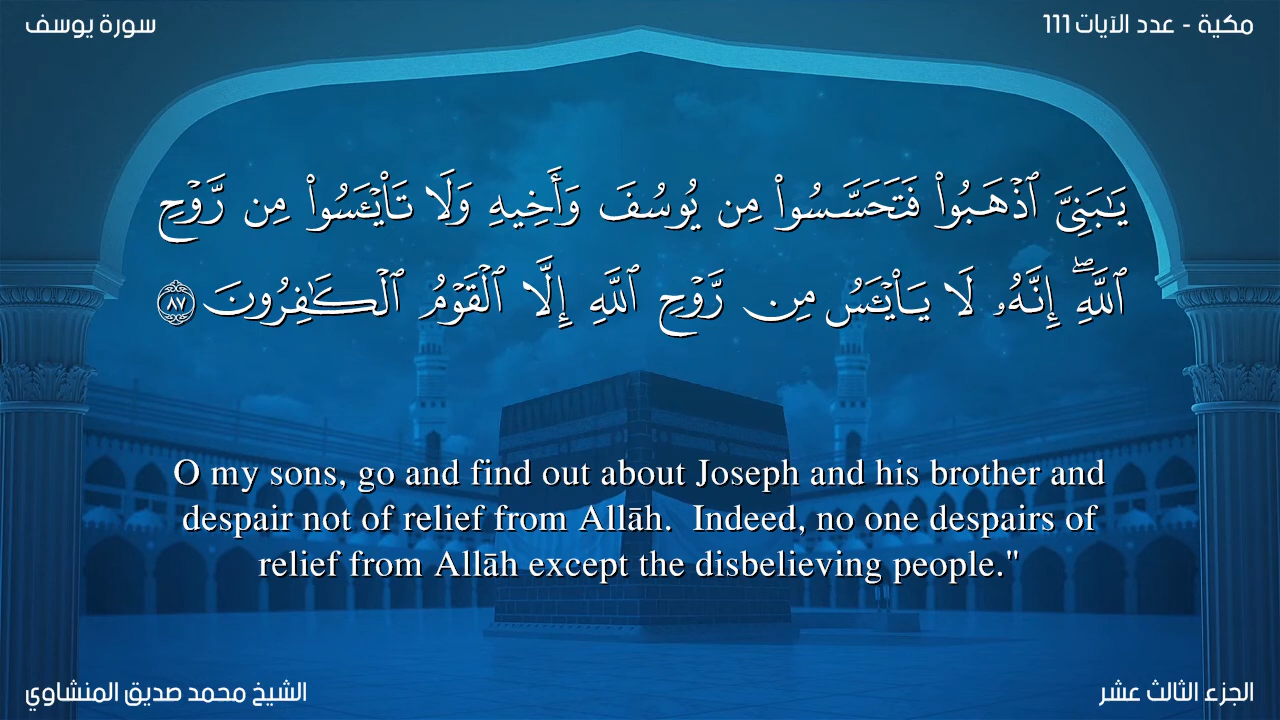 مكية - عدد الآيات 111
سورة يوسف
يَـٰبَنِىَّ ٱذْهَبُوا۟ فَتَحَسَّسُوا۟ مِن يُوسُفَ وَأَخِيهِ وَلَا تَا۟يْـَٔسُوا۟ مِن رَّوْحِ
ٱللَّهِ ۖ إِنَّهُۥ لَا يَا۟يْـَٔسُ مِن رَّوْحِ ٱللَّهِ إِلَّا ٱلْقَوْمُ ٱلْكَـٰفِرُونَ ٨٧
O my sons, go and find out about Joseph and his brother and
despair not of relief from Allāh.  Indeed, no one despairs of
relief from Allāh except the disbelieving people."
الجزء الثالث عشر
الشيخ محمد صديق المنشاوي